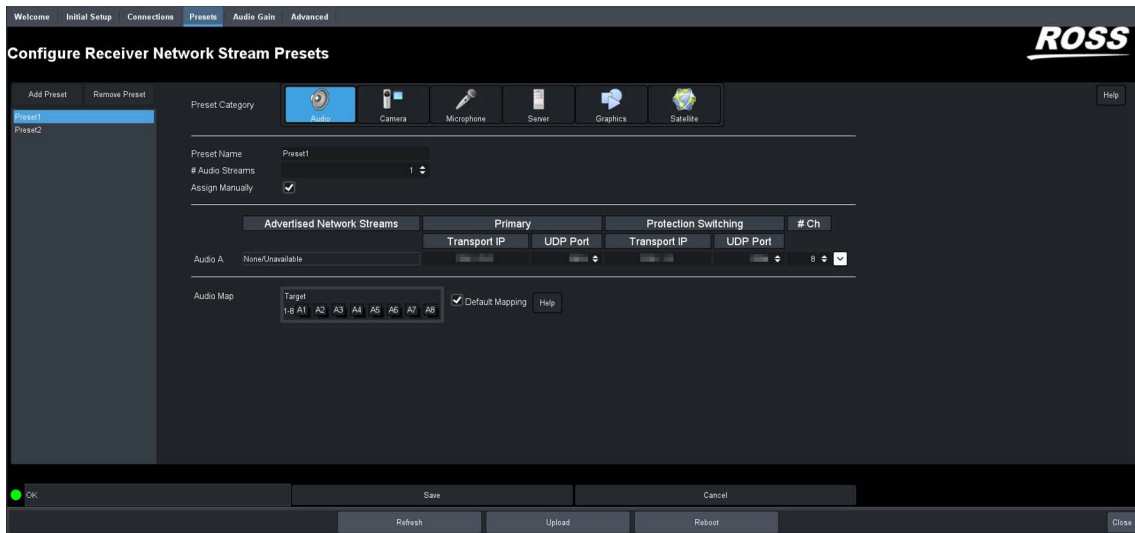 Welcome Initial Setup Connections Presets Audio Gain Advanced
Configure Receiver Network Stream Presets
ROSS
Add Preset Remove Preset
Preset1
Preset2
Preset Category
Audio Camera Microphone Server Graphics Satellite
Help
Preset Name Preset1
# Audio Streams 1
Assign Manually
Advertised Network Streams Primary Protection Switching # Ch
Transport IP UDP Port Transport IP UDP Port
Audio A None/Unavailable 8
Audio Map
Target
1-8 A1 A2 A3 A4 A5 A6 A7 A8
Default Mapping Help
OK Save Cancel
Refresh Upload Reboot Close